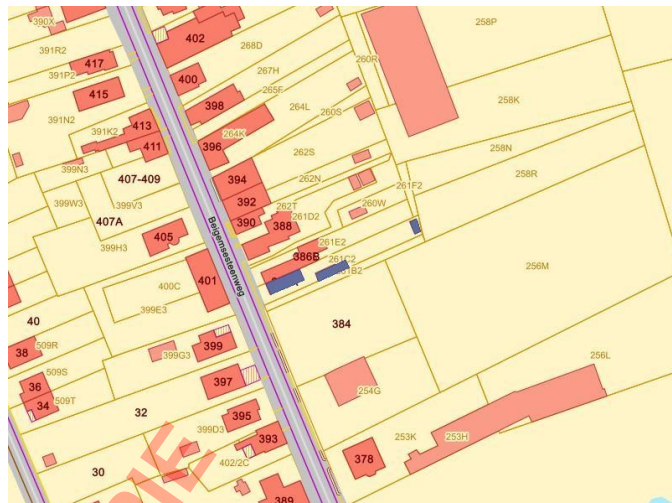 390X
402
258P
391R2
417
268D
260R
391P2
400
267H
415
265F
258K
398
264L
391N2
413
260S
391K2
264K
411
396
258N
262S
399N3
394
258R
407-409
262N
261F2
399W3
399V3
392
262T
260W
407A
390
261D2
388
405
261E2
399H3
Beigemsesteenweg
386B
261C2
256M
401
261B2
400C
399E3
40
384
509R
399
38
399G3
256L
509S
36
397
254G
509T
34
32
395
399D3
253K
253H
393
378
30
402/2C
389
PIE